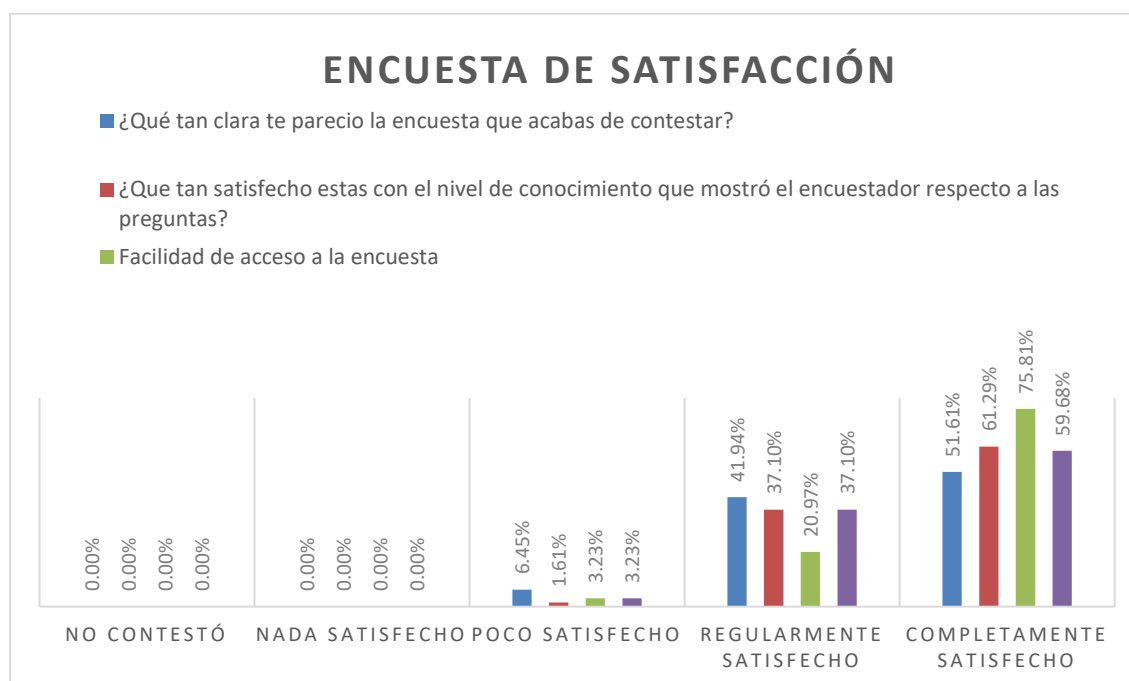 ENCUESTA DE SATISFACCIÓN
¿Qué tan clara te parecio la encuesta que acabas de contestar?
¿Que tan satisfecho estas con el nivel de conocimiento que mostró el encuestador respecto a las
preguntas?
Facilidad de acceso a la encuesta
0.00%
0.00%
0.00%
0.00%
0.00%
0.00%
0.00%
0.00%
6.45%
1.61%
3.23%
3.23%
41.94%
37.10%
20.97%
37.10%
51.61%
61.29%
75.81%
59.68%
NO CONTESTÓ
NADA SATISFECHO
POCO SATISFECHO
REGULARMENTE
SATISFECHO
COMPLETAMENTE
SATISFECHO